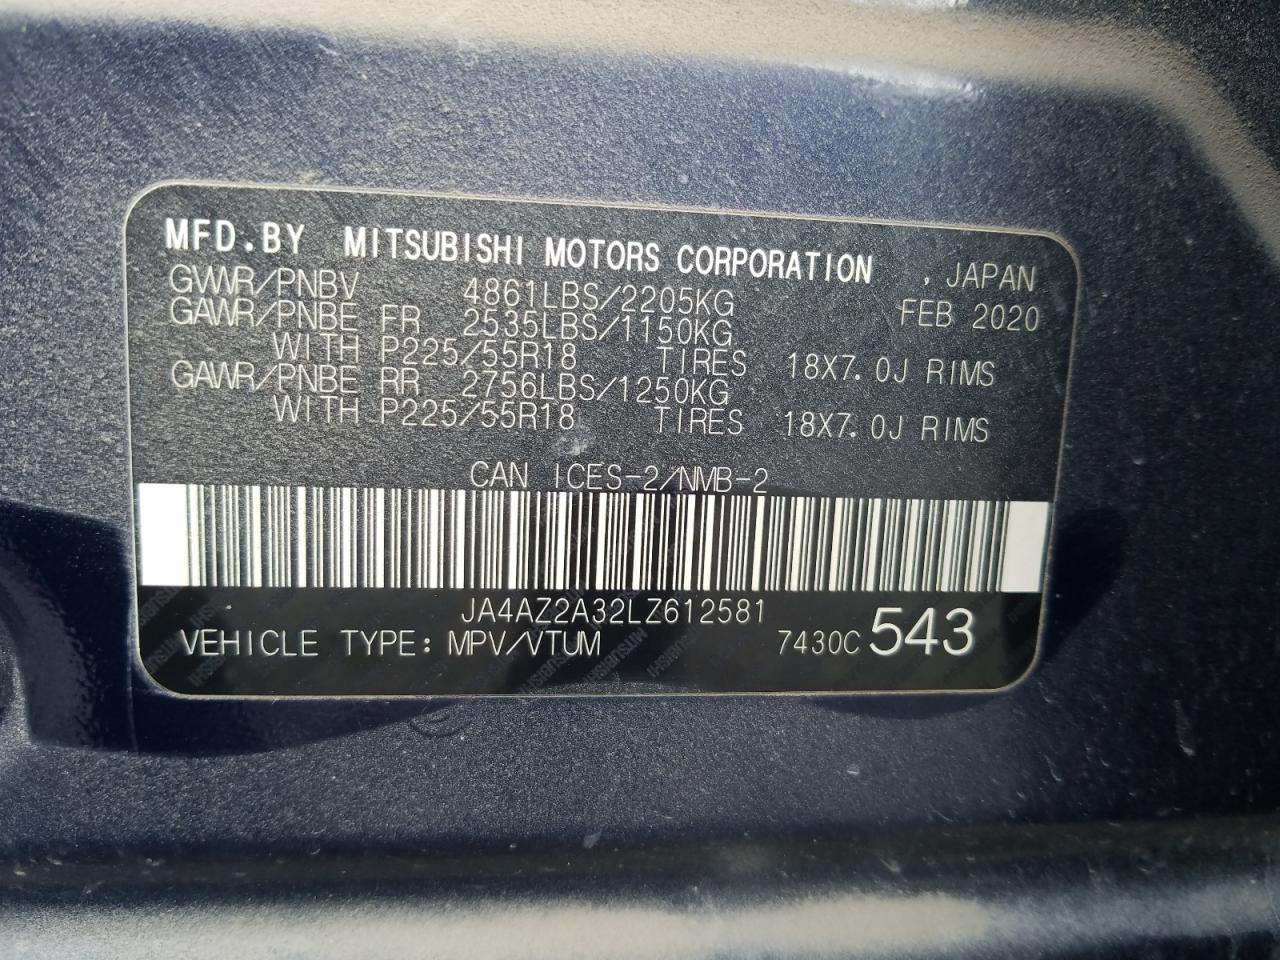 MFD.BY MITSUBISHI MOTORS CORPORATION , JAPAN
GVWR/PNBV 4861LBS/2205KG FEB 2020
GAWR/PNBE FR 2535LBS/1150KG
WITH P225/55R18 TIRES 18X7.0J RIMS
GAWR/PNBE RR 2756LBS/1250KG
WITH P225/55R18 TIRES 18X7.0J RIMS
CAN ICES-2/NMB-2
JA4AZ2A32LZ612581
VEHICLE TYPE: MPV/VTUM 7430C 543